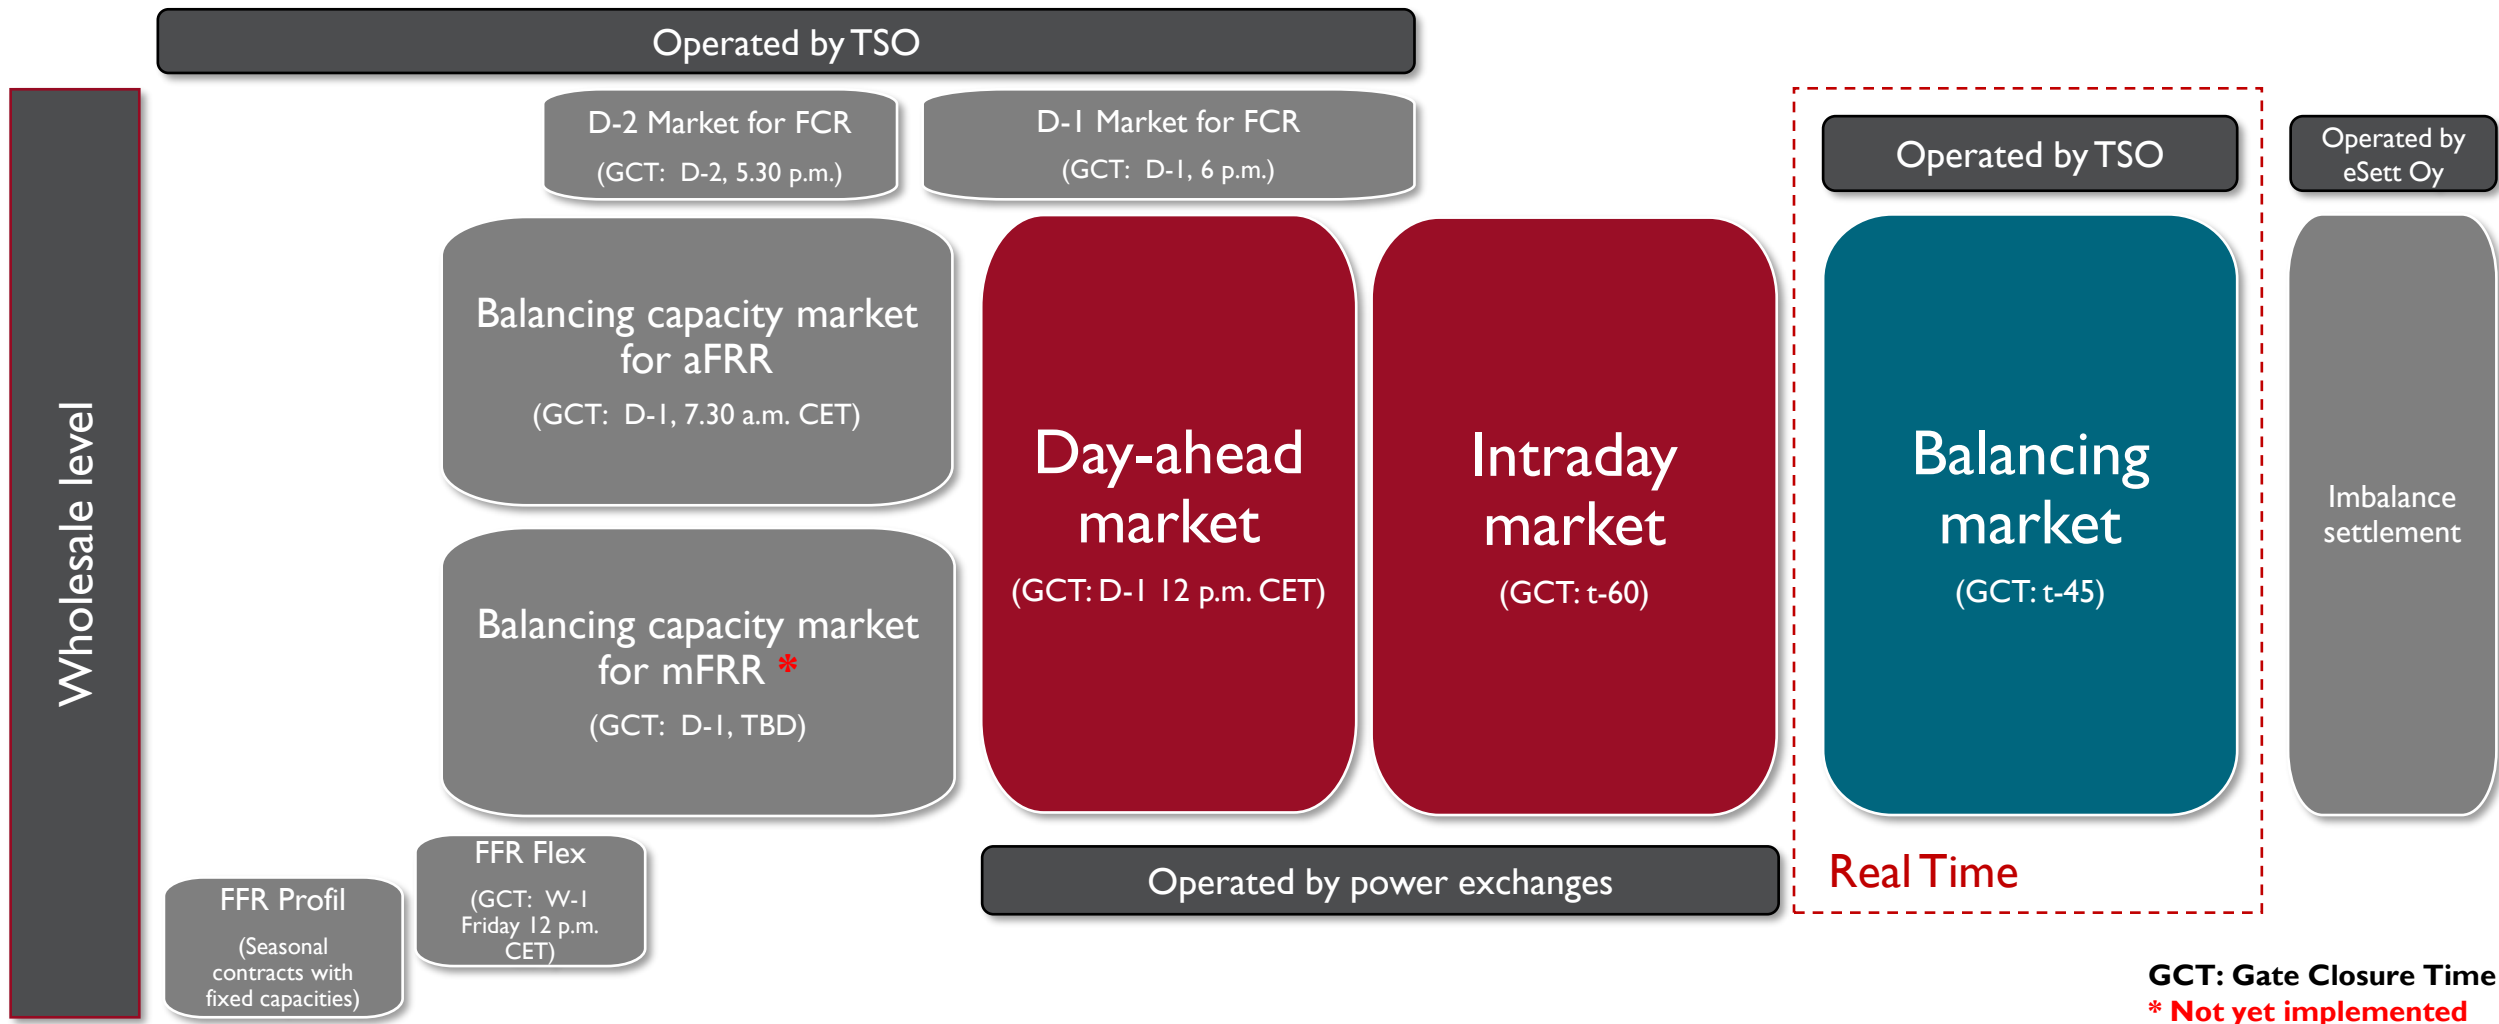 Operated by TSO
Wholesale level
D-2 Market for FCR
(GCT: D-2, 5.30 p.m.)
D-1 Market for FCR
(GCT: D-1, 6 p.m.)
Operated by TSO
Operated by
eSett Oy
Balancing capacity market
for aFRR
(GCT: D-1, 7.30 a.m. CET)
Balancing capacity market
for mFRR *
(GCT: D-1, TBD)
Day-ahead
market
(GCT: D-1 12 p.m. CET)
Intraday
market
(GCT: t-60)
Balancing
market
(GCT: t-45)
Imbalance
settlement
FFR Profil
(Seasonal
contracts with
fixed capacities)
FFR Flex
(GCT: W-1
Friday 12 p.m.
CET)
Operated by power exchanges
Real Time
GCT: Gate Closure Time
* Not yet implemented